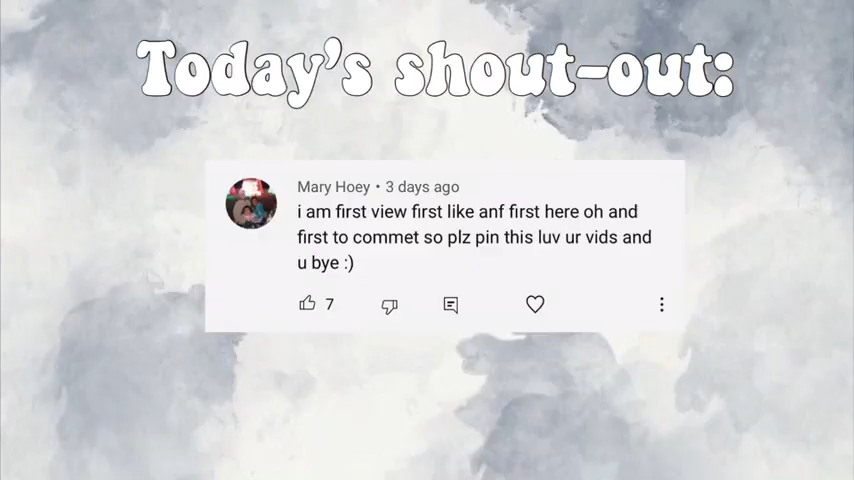 Today's shout-out:
Mary Hoey • 3 days ago
i am first view first like anf first here oh and
first to commet so plz pin this luv ur vids and
u bye :)
7